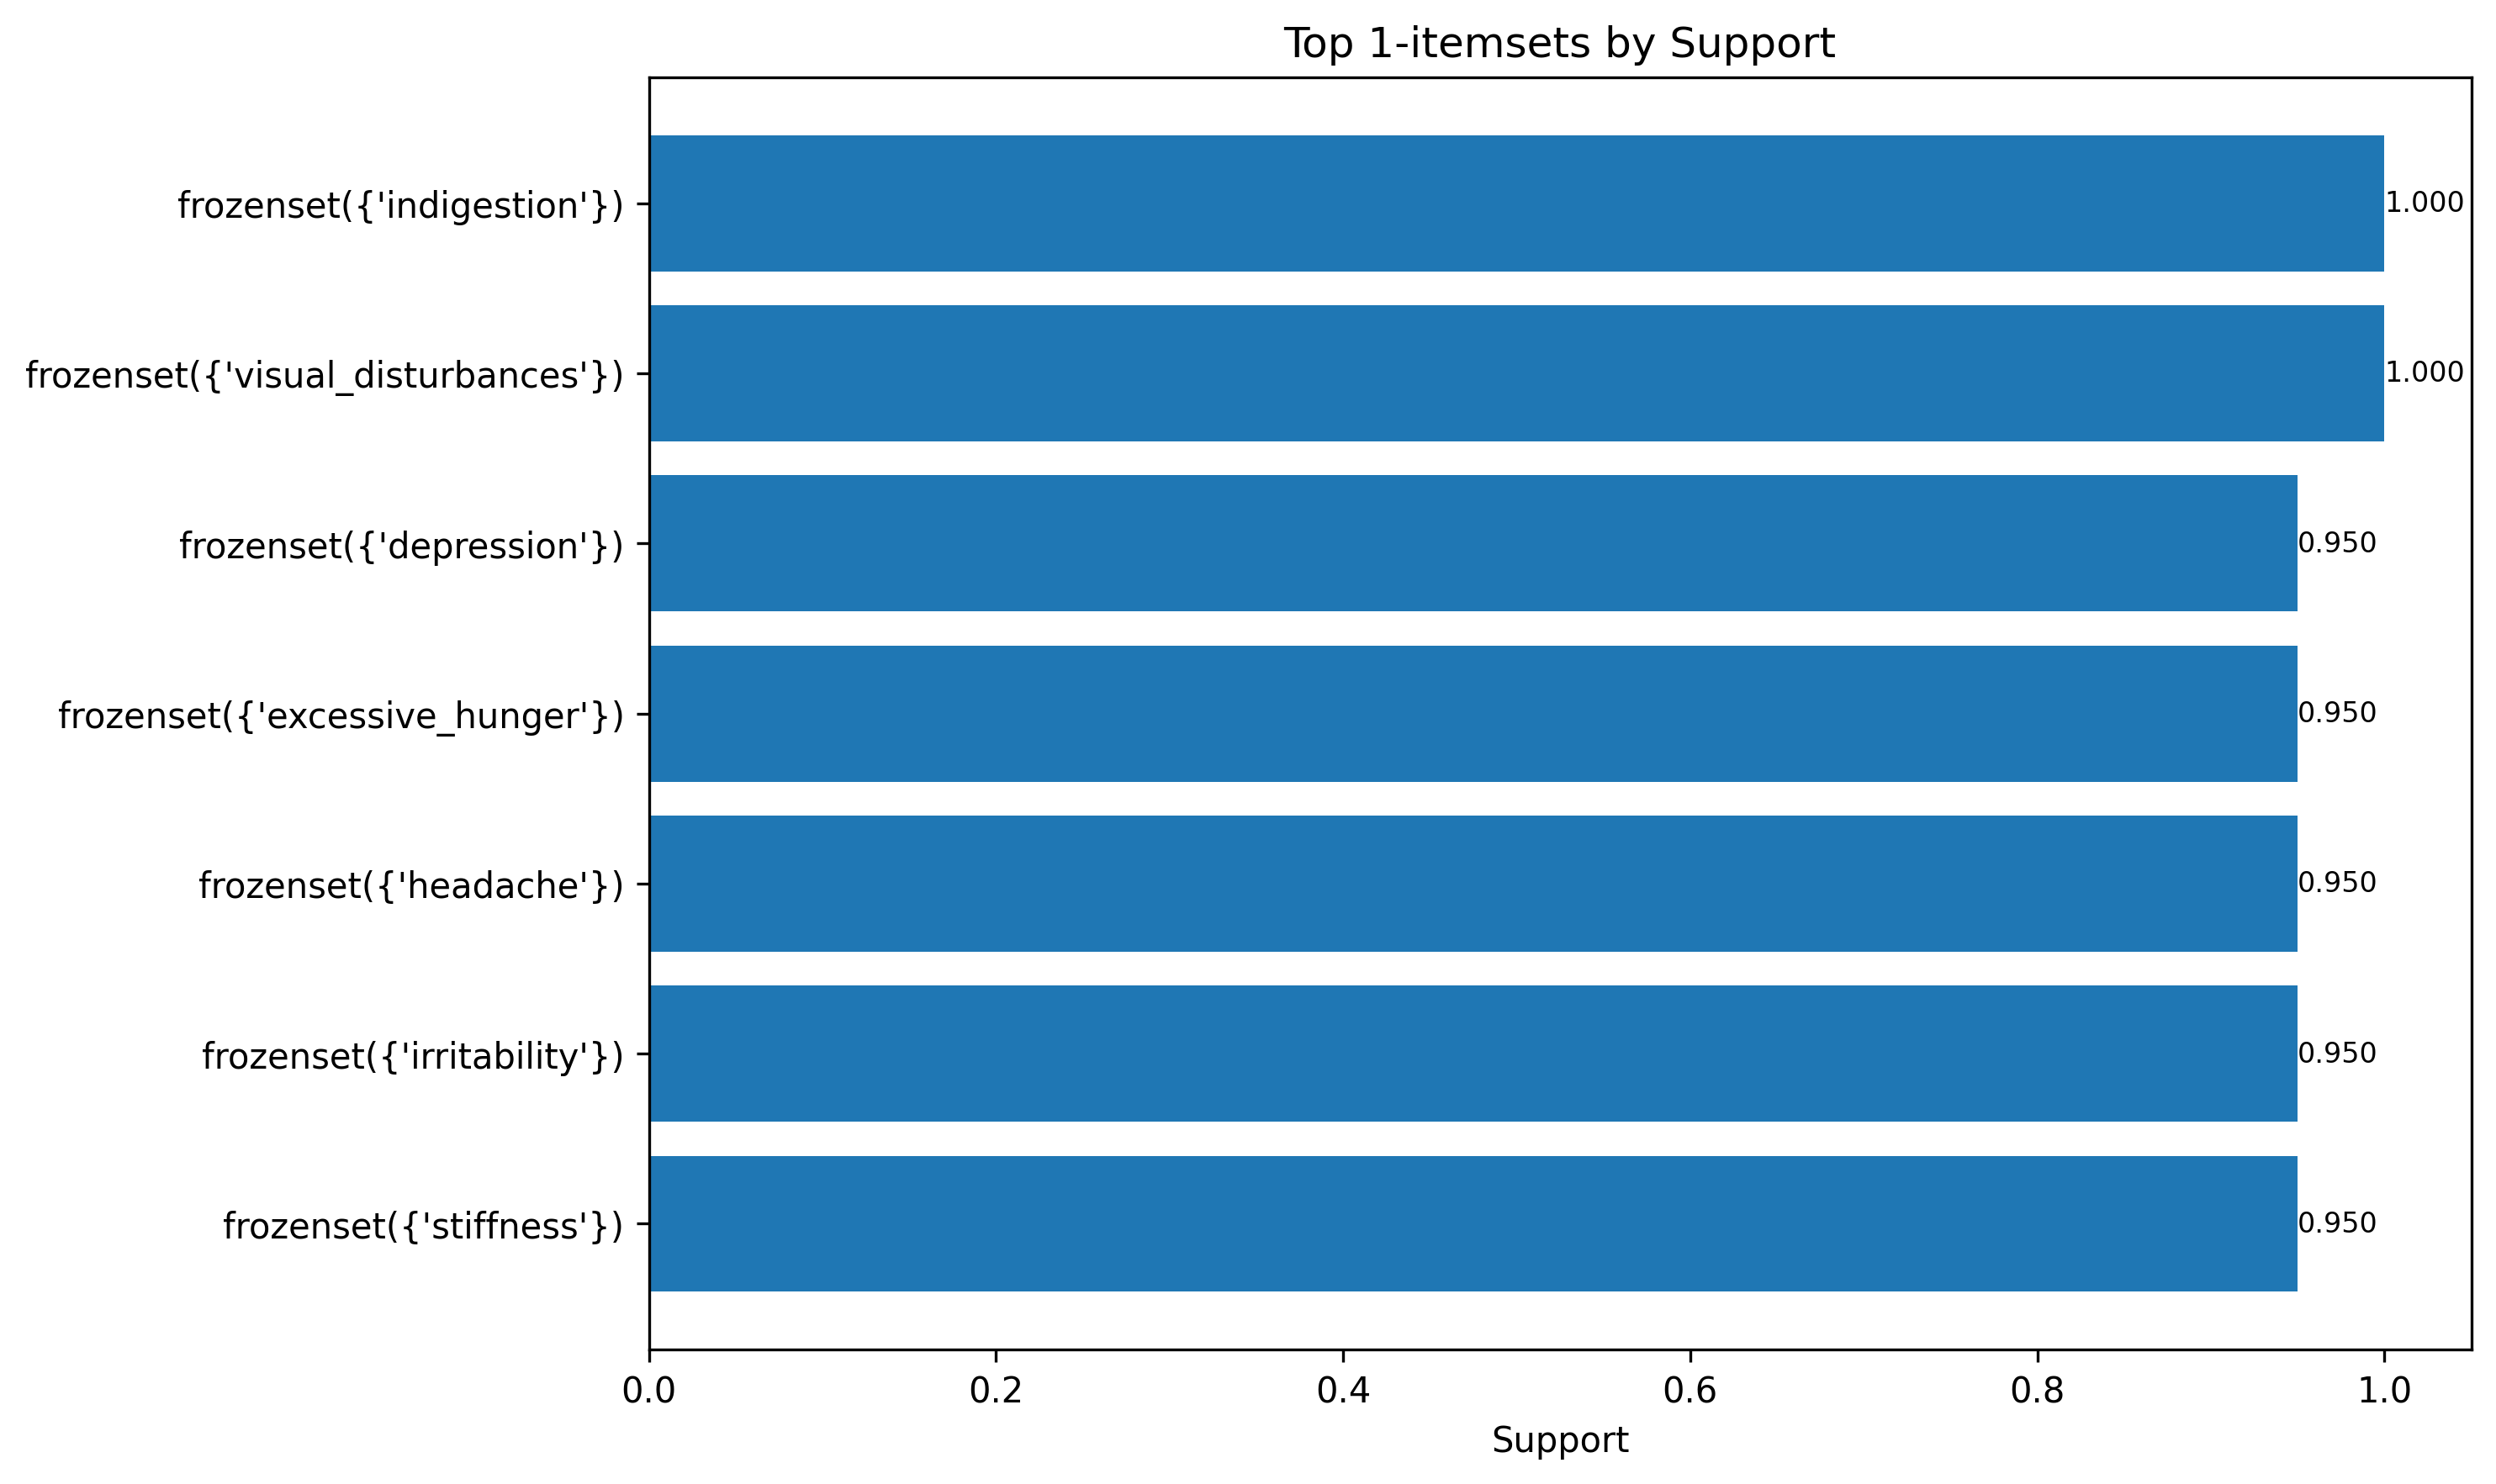 Top 1-itemsets by Support
frozenset({'indigestion'})
1.000
frozenset({'visual_disturbances'})
1.000
frozenset({'depression'})
0.950
frozenset({'excessive_hunger'})
0.950
frozenset({'headache'})
0.950
frozenset({'irritability'})
0.950
frozenset({'stiffness'})
0.950
0.0 0.2 0.4 0.6 0.8 1.0
Support